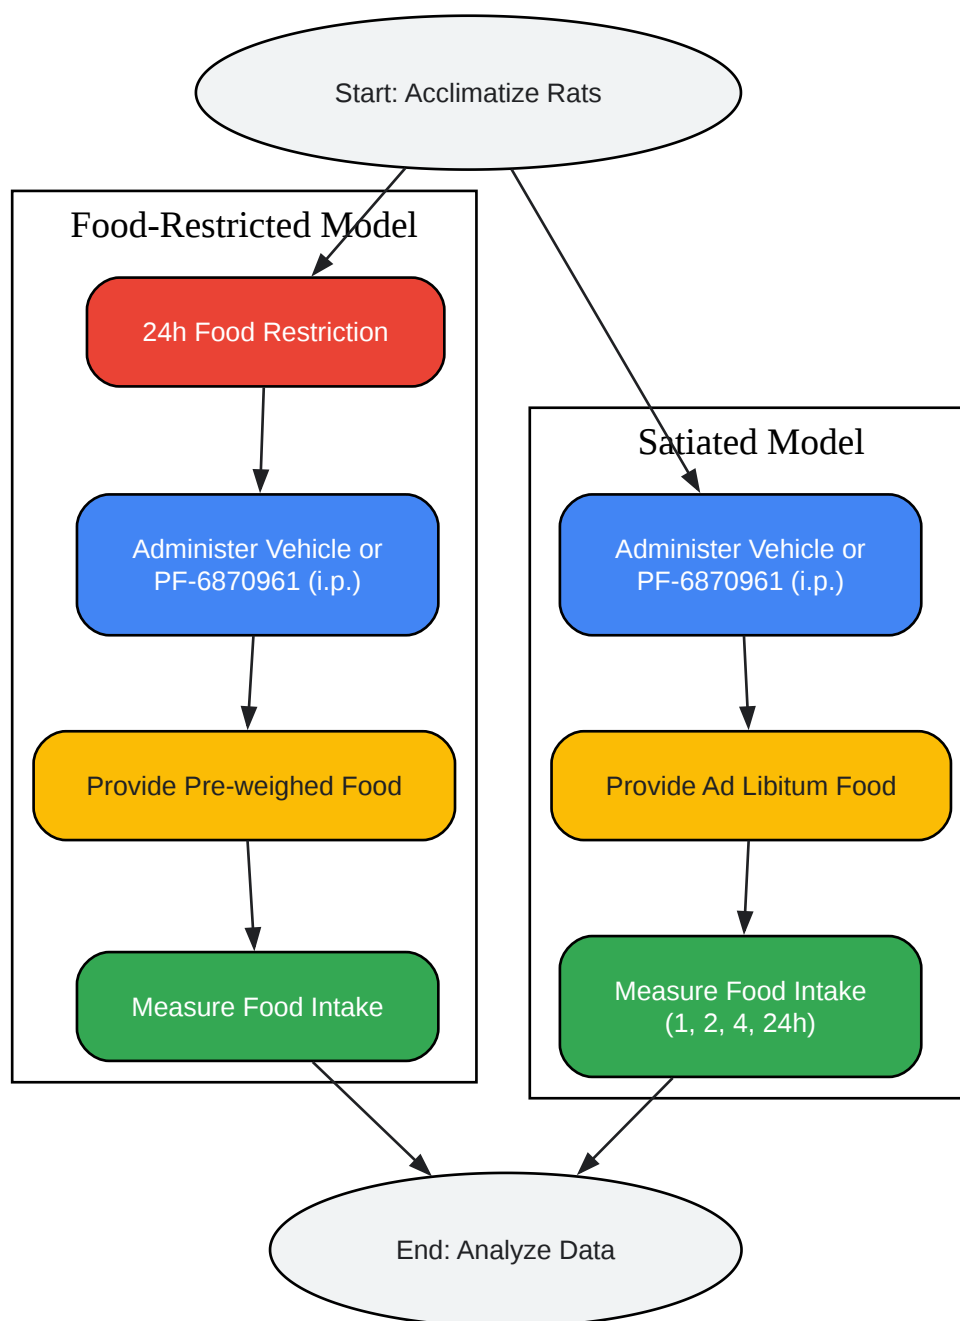 Start: Acclimatize Rats
Food-Restricted Model
24h Food Restriction
Administer Vehicle or
PF-6870961 (i.p.)
Provide Pre-weighed Food
Measure Food Intake
Satiated Model
Administer Vehicle or
PF-6870961 (i.p.)
Provide Ad Libitum Food
Measure Food Intake
(1, 2, 4, 24h)
End: Analyze Data